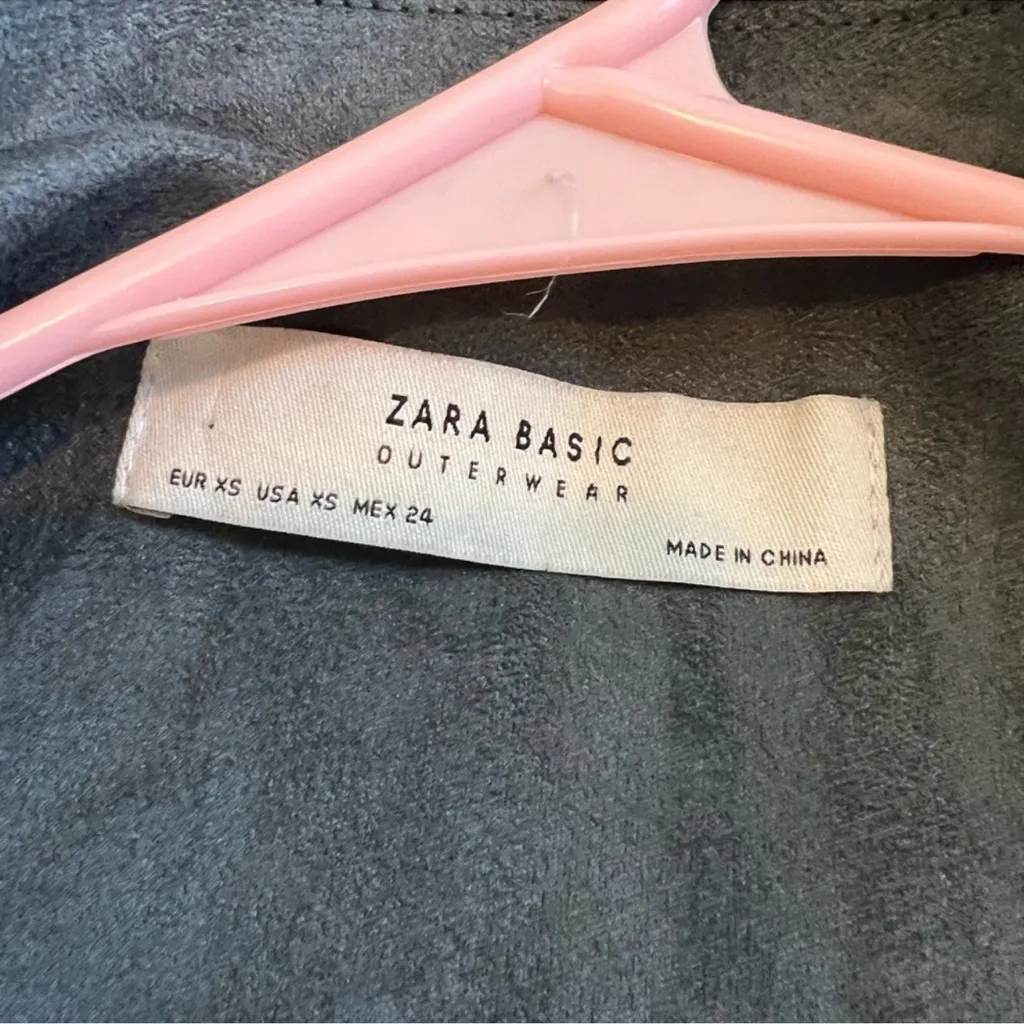 ZARA BASIC
OUTERWEAR
EUR XS USA XS MEX 24
MADE IN CHINA